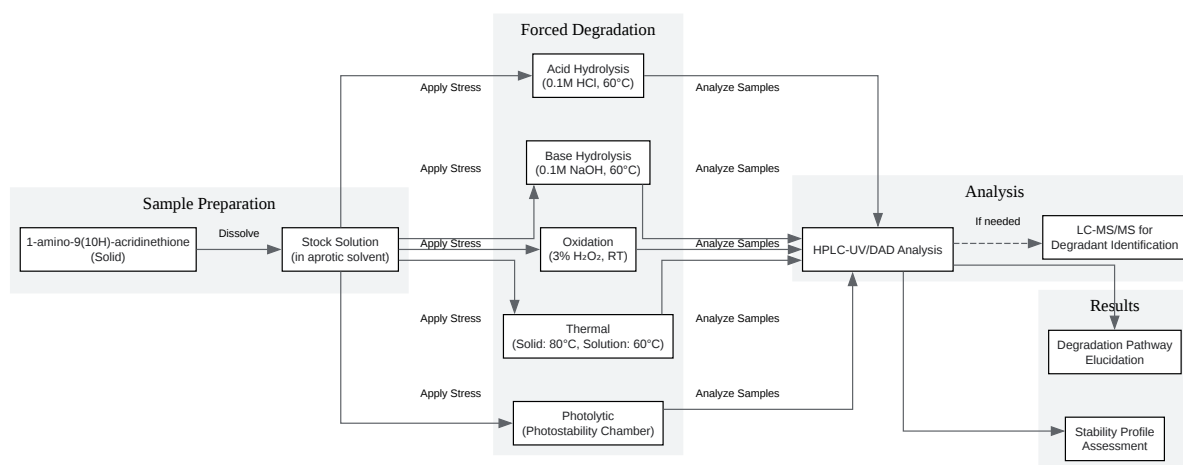 Forced Degradation
Acid Hydrolysis
(0.1M HCl, 60°C)
Apply Stress
Analyze Samples
Base Hydrolysis
(0.1M NaOH, 60°C)
Apply Stress
Analyze Samples
Sample Preparation
Analysis
1-amino-9(10H)-acridinethione
(Solid)
Dissolve
Stock Solution
(in aprotic solvent)
Apply Stress
Oxidation
(3% H₂O₂, RT)
Analyze Samples
HPLC-UV/DAD Analysis
If needed
LC-MS/MS for
Degradant Identification
Apply Stress
Thermal
(Solid: 80°C, Solution: 60°C)
Analyze Samples
Results
Degradation Pathway
Elucidation
Apply Stress
Photolytic
(Photostability Chamber)
Analyze Samples
Stability Profile
Assessment